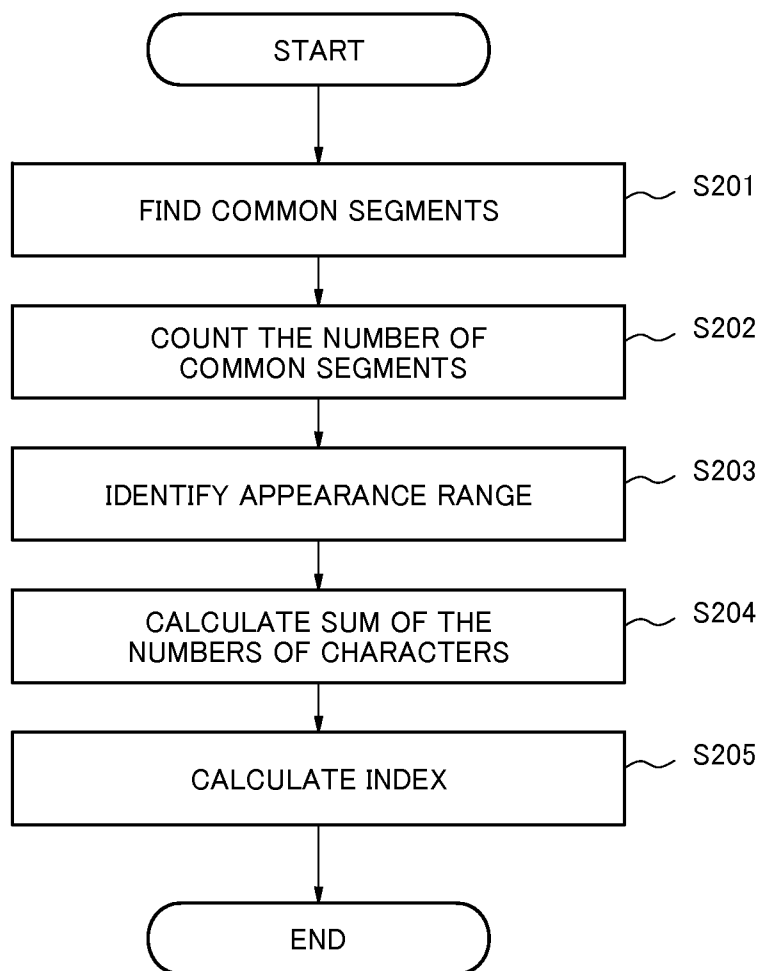 START
FIND COMMON SEGMENTS
S201
COUNT THE NUMBER OF
COMMON SEGMENTS
S202
IDENTIFY APPEARANCE RANGE
S203
CALCULATE SUM OF THE
NUMBERS OF CHARACTERS
S204
CALCULATE INDEX
S205
END